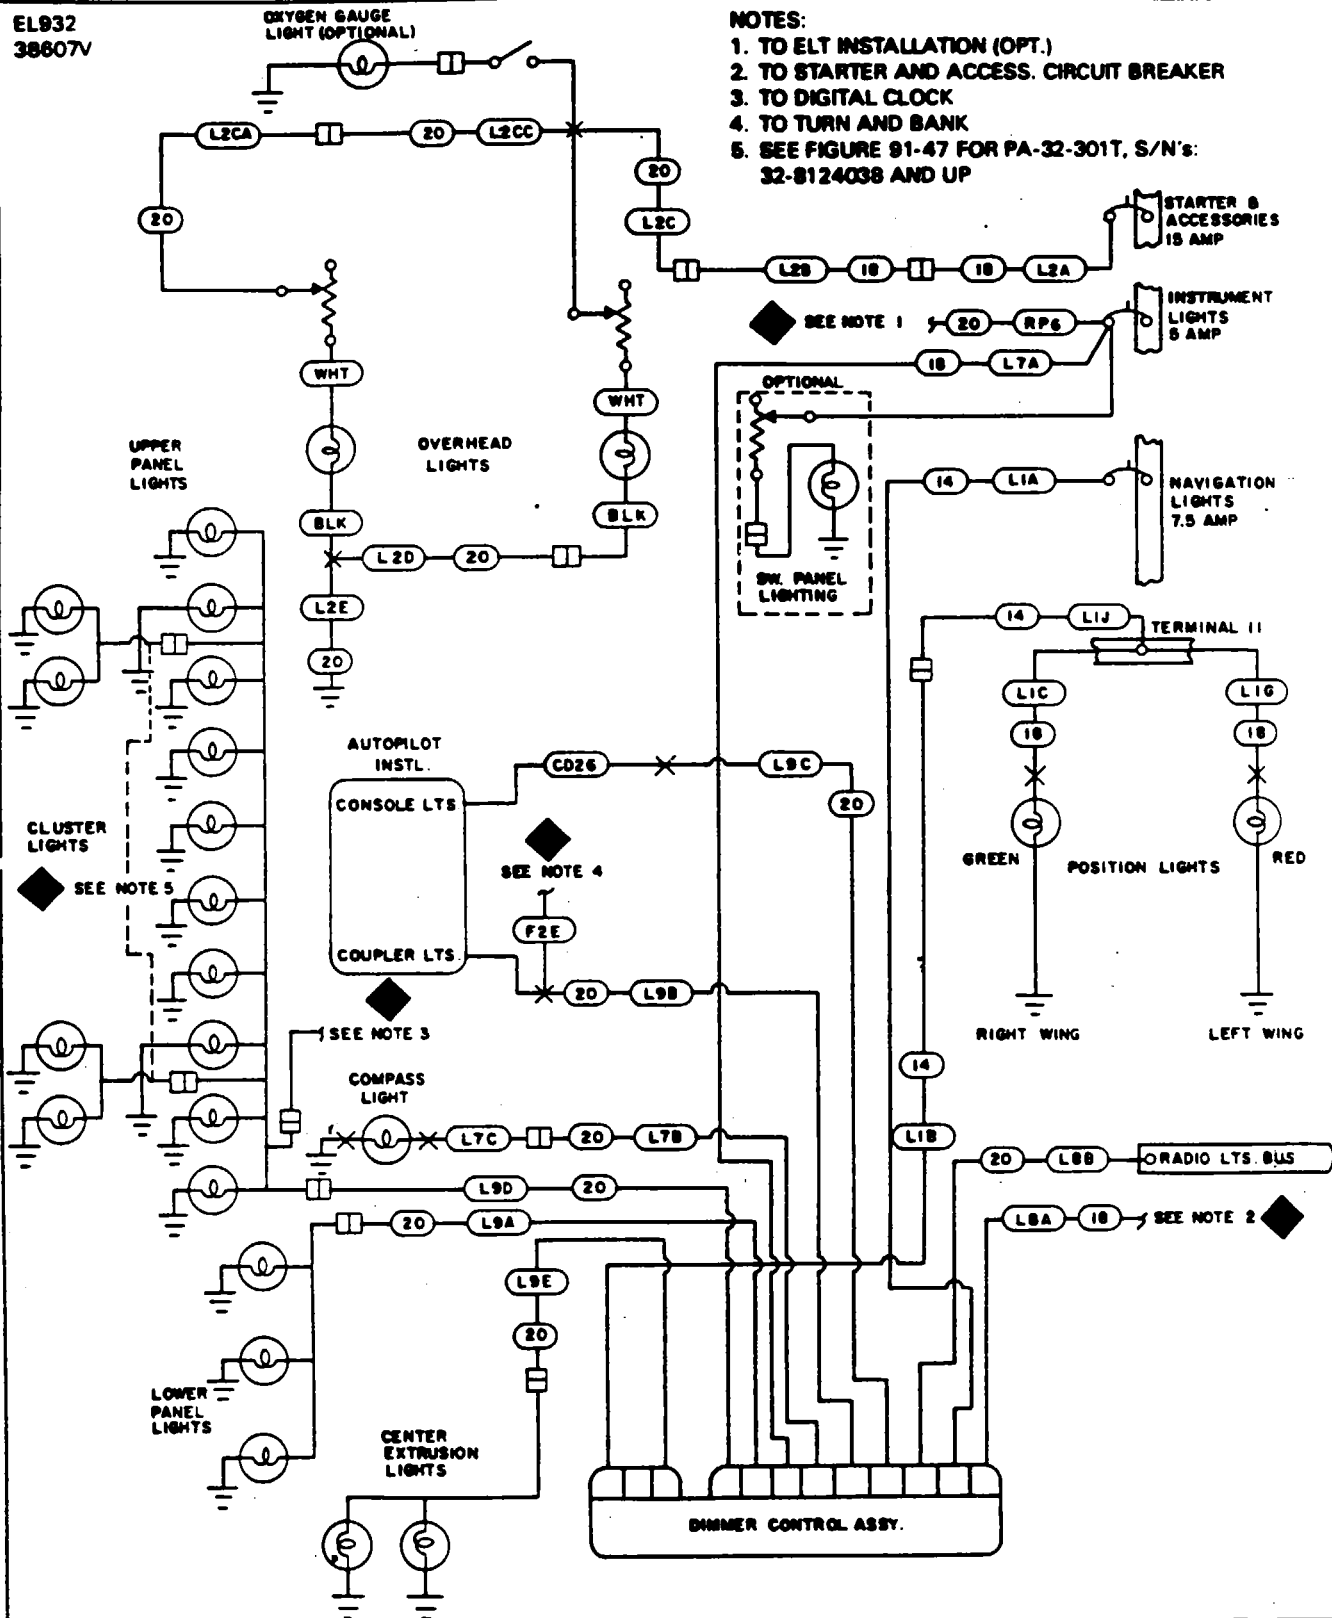 EL932
38607V
OXYGEN GAUGE
LIGHT (OPTIONAL)
NOTES:
1. TO ELT INSTALLATION (OPT.)
2. TO STARTER AND ACCESS. CIRCUIT BREAKER
3. TO DIGITAL CLOCK
4. TO TURN AND BANK
5. SEE FIGURE 91-47 FOR PA-32-301T, S/N's:
32-8124038 AND UP
L2CA
20
L2CC
20
20
L2C
STARTER &
ACCESSORIES
15 AMP
L2B
18
18
L2A
SEE NOTE 1
20
RP6
INSTRUMENT
LIGHTS
5 AMP
18
L7A
WHT
WHT
OPTIONAL
UPPER
PANEL
LIGHTS
OVERHEAD
LIGHTS
14
L1A
NAVIGATION
LIGHTS
7.5 AMP
BLK
BLK
L2D
20
SW. PANEL
LIGHTING
L2E
20
14
L1J
TERMINAL 11
L1C
18
L1G
18
AUTOPILOT
INSTL.
CONSOLE LTS
COUPLER LTS.
CD26
L9C
20
CLUSTER
LIGHTS
SEE NOTE 5
SEE NOTE 4
F2E
20
L9B
GREEN
POSITION LIGHTS
RED
SEE NOTE 3
RIGHT WING
LEFT WING
COMPASS
LIGHT
L7C
20
L7B
14
L1B
20
L8B
RADIO LTS. BUS
L9D
20
20
L9A
L8A
18
SEE NOTE 2
L9E
20
LOWER
PANEL
LIGHTS
CENTER
EXTRUSION
LIGHTS
DIMMER CONTROL ASSY.